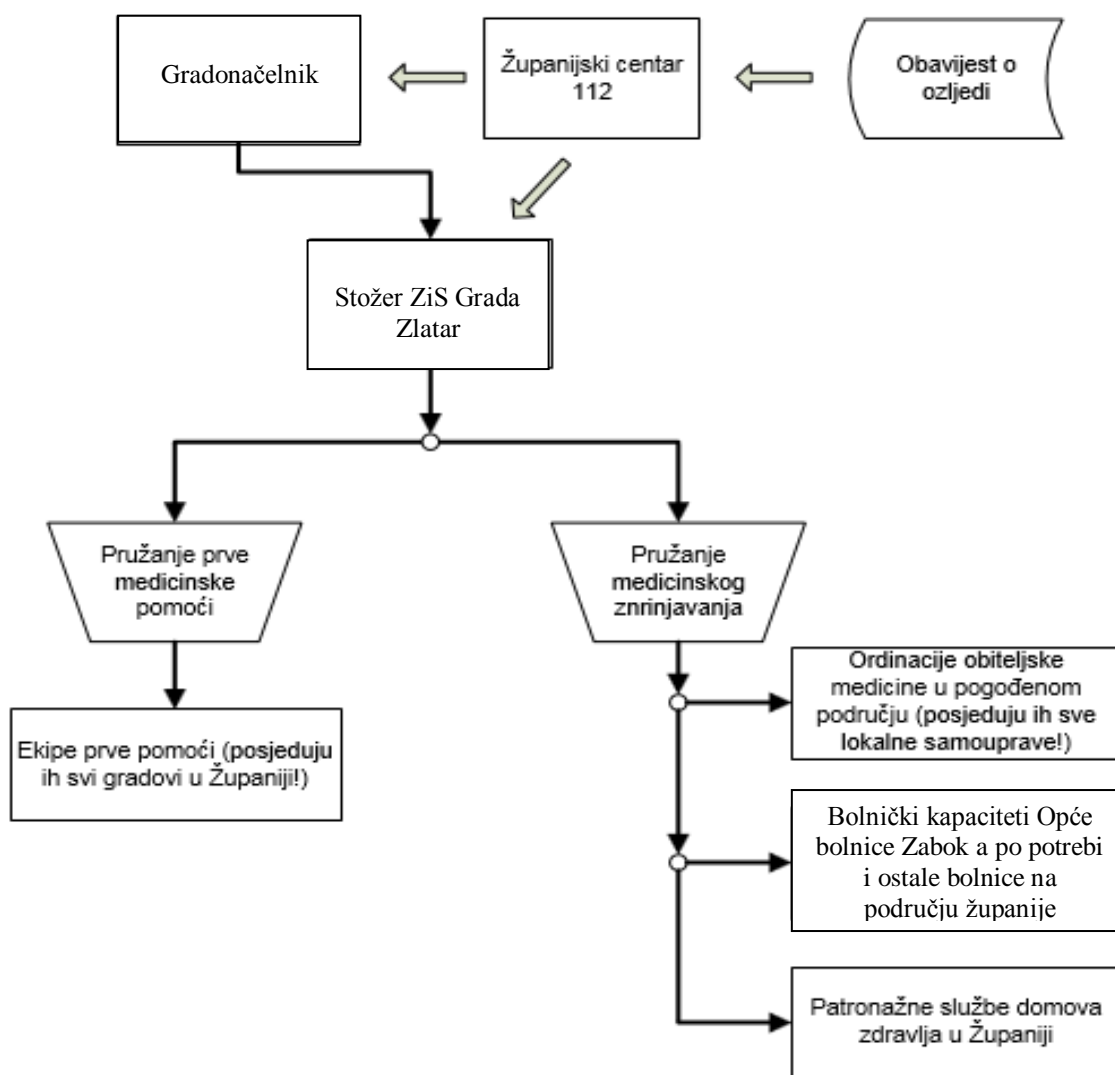 Gradonačelnik
Županijski centar
112
Obavijest o
ozljedi
Stožer ZiS Grada
Zlatar
Pružanje prve
medicinske
pomoći
Pružanje
medicinskog
znrinjavanja
Ekipe prve pomoći (posjeduju
ih svi gradovi u Županiji!)
Ordinacije obiteljske
medicine u pogođenom
području (posjeduju ih sve
lokalne samouprave!)
Bolnički kapaciteti Opće
bolnice Zabok a po potrebi
i ostale bolnice na
području županije
Patronažne službe domova
zdravlja u Županiji